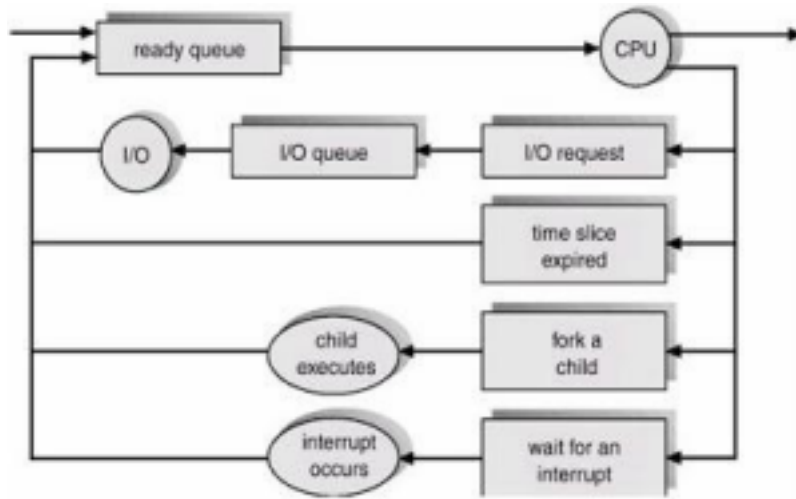 ready queue
CPU
I/O
I/O queue
I/O request
time slice
expired
child
executes
fork a
child
interrupt
occurs
wait for an
interrupt